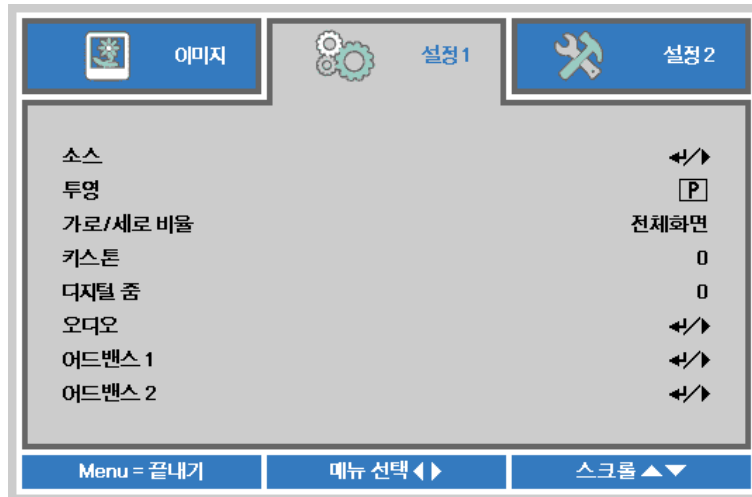 이미지 설정 1 설정 2
소스 ↵/▶
투영 P
가로/세로 비율 전체화면
키스톤 0
디지털 줌 0
오디오 ↵/▶
어드밴스 1 ↵/▶
어드밴스 2 ↵/▶
Menu = 끝내기 메뉴 선택 ◀ ▶ 스크롤 ▲▼